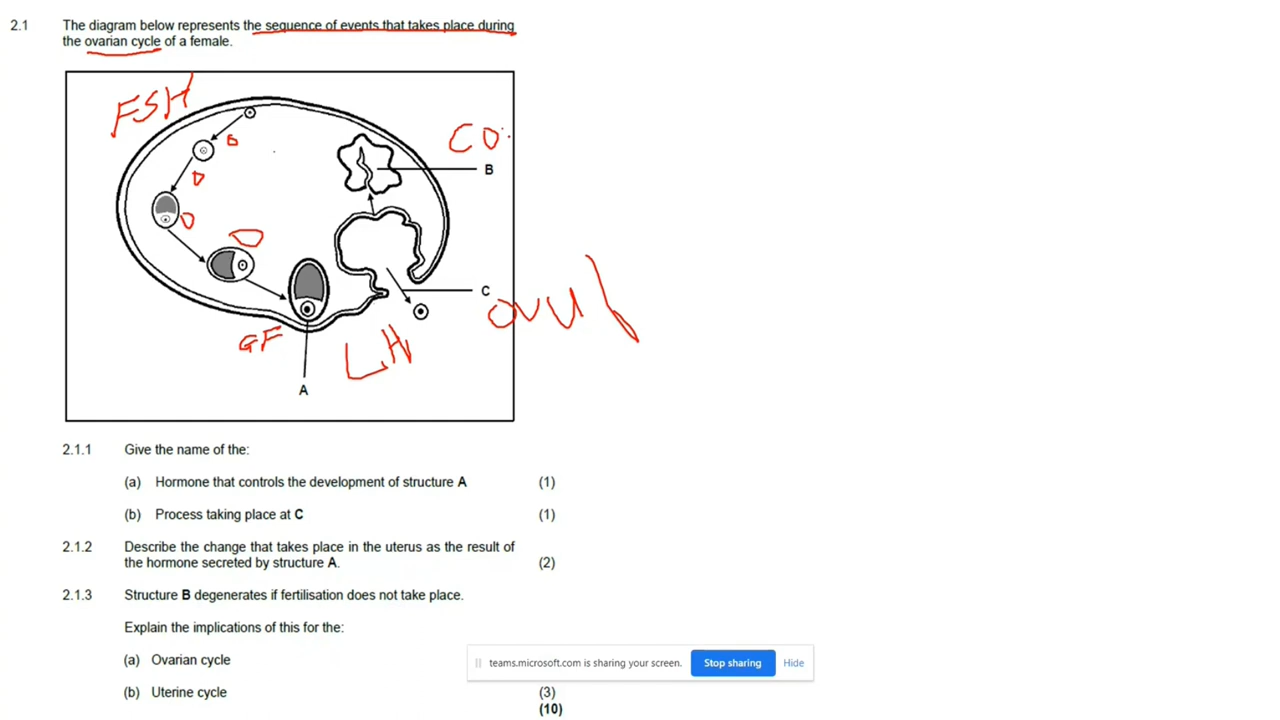 2.1 The diagram below represents the sequence of events that takes place during
the ovarian cycle of a female.
FSH
CO
B
C
ovul
GF
LH
A
2.1.1 Give the name of the:
(a) Hormone that controls the development of structure A (1)
(b) Process taking place at C (1)
2.1.2 Describe the change that takes place in the uterus as the result of
the hormone secreted by structure A. (2)
2.1.3 Structure B degenerates if fertilisation does not take place.
Explain the implications of this for the:
(a) Ovarian cycle
teams.microsoft.com is sharing your screen. Stop sharing Hide
(b) Uterine cycle (3)
(10)